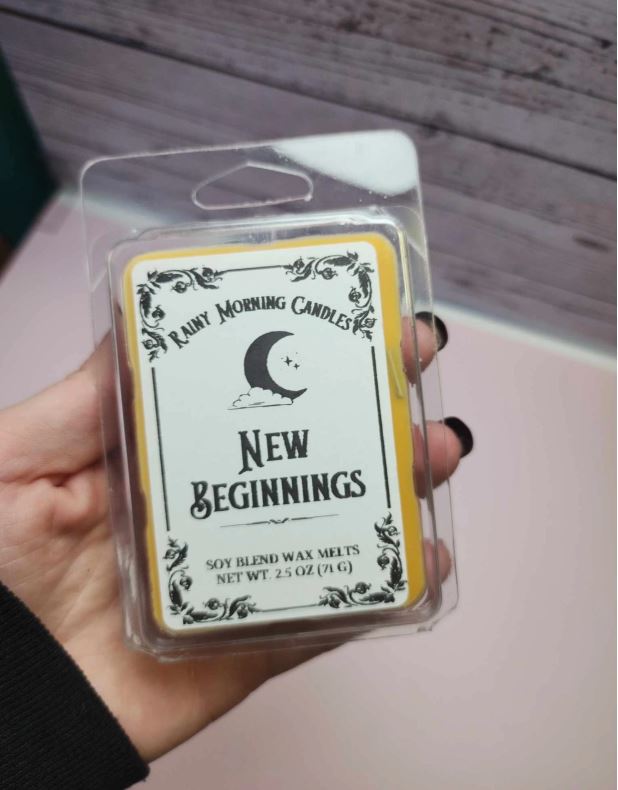 Rainy Morning Candles
New
Beginnings
Soy Blend Wax Melts
Net Wt. 2.5 oz (71 g)